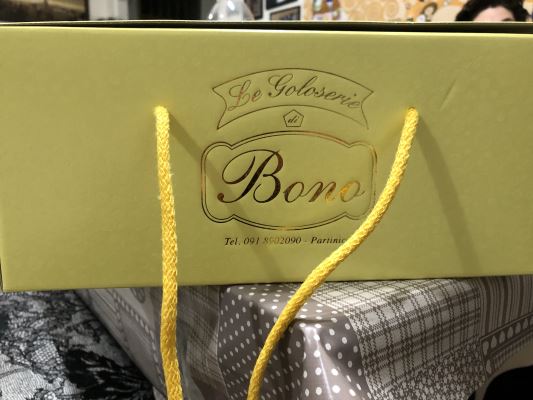 Le Goloserie
di
Bono
Tel. 091 8902090 - Partinico